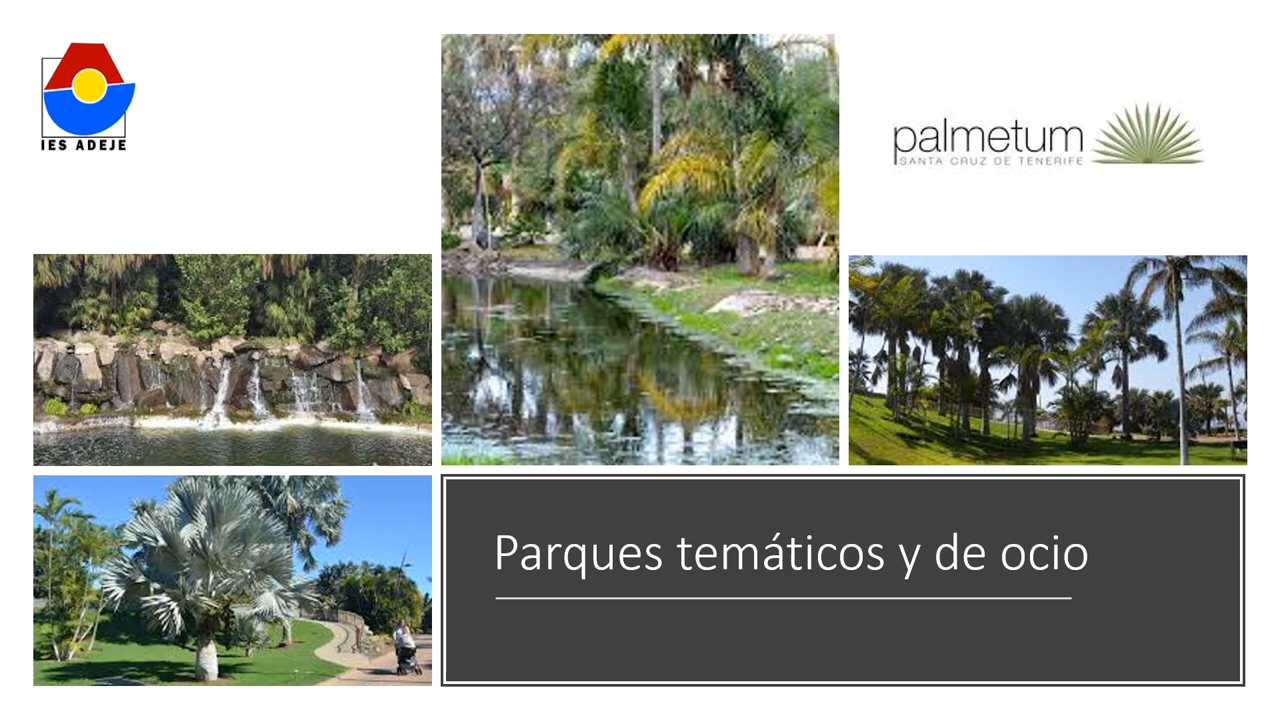 IES ADEJE
palmetum
SANTA CRUZ DE TENERIFE
Parques temáticos y de ocio